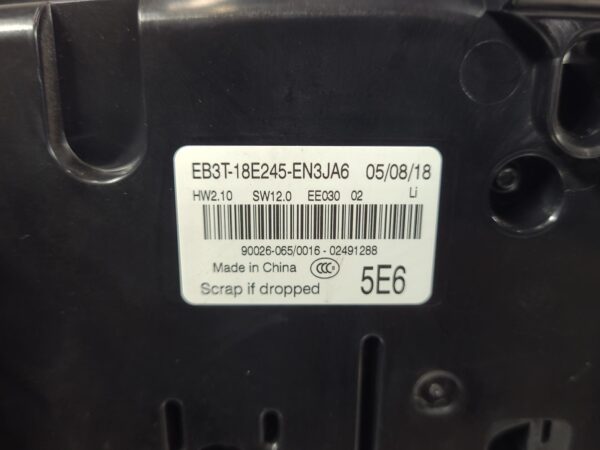 EB3T-18E245-EN3JA6 05/08/18
HW2.10 SW12.0 EE030 02 Li
90026-065/0016 - 02491288
Made in China CCC
Scrap if dropped 5E6